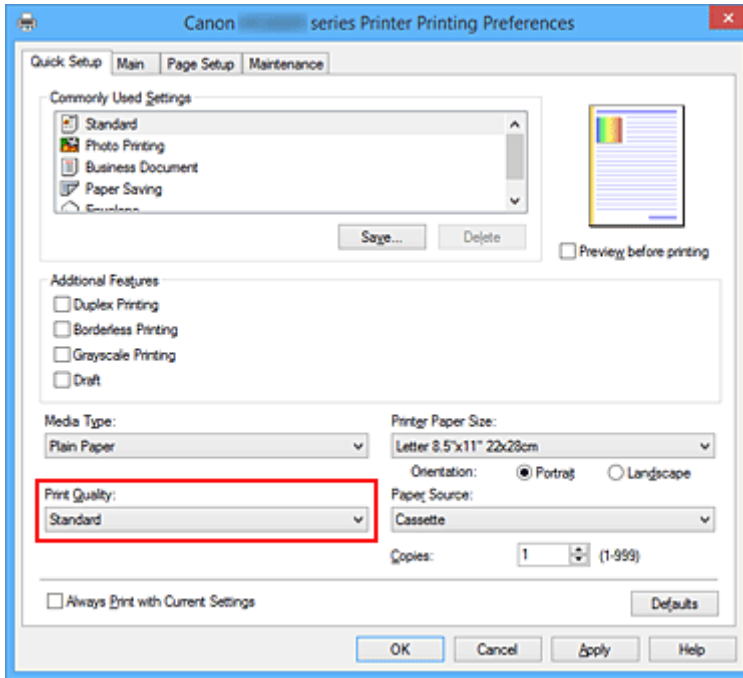 Canon series Printer Printing Preferences
Quick Setup Main Page Setup Maintenance
Commonly Used Settings
Standard
Photo Printing
Business Document
Paper Saving
Envelope
Save... Delete
Preview before printing
Additional Features
Duplex Printing
Borderless Printing
Grayscale Printing
Draft
Media Type:
Plain Paper
Printer Paper Size:
Letter 8.5"x11" 22x28cm
Orientation: Portrait Landscape
Print Quality:
Standard
Paper Source:
Cassette
Copies: 1 (1-999)
Always Print with Current Settings
Defaults
OK Cancel Apply Help